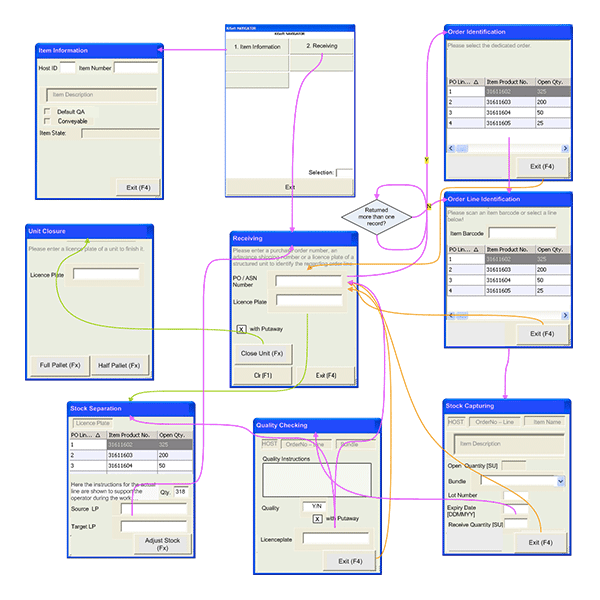 Item Information
Host ID
Item Number
Item Description
Default QA
Conveyable
Item State:
Exit (F4)
KiSoft NAVIGATOR
KiSoft NAVIGATOR
1. Item Information
2. Receiving
Selection:
Exit
Order Identification
Please select the dedicated order.
PO Lin... △ Item Product No. Open Qty.
1 31611602 325
2 31611603 200
3 31611604 50
4 31611605 25
Exit (F4)
Y
N
Returned
more than one
record?
Order Line Identification
Please scan an item barcode or select a line
below!
Item Barcode
PO Lin... △ Item Product No. Open Qty.
1 31611602 325
2 31611603 200
3 31611604 50
4 31611605 25
Exit (F4)
Unit Closure
Please enter a licence plate of a unit to finish it.
Licence Plate
Full Pallet (Fx)
Half Pallet (Fx)
Receiving
Please enter a purchase order number, an
advance shipping number or a licence plate of a
structured unit to identify the regarding order line.
PO / ASN
Number
Licence Plate
X with Putaway
Close Unit (Fx)
Clr (F1)
Exit (F4)
Stock Separation
Licence Plate
PO Lin... △ Item Product No. Open Qty.
1 31611602 325
2 31611603 200
3 31611604 50
Here the instructions for the actual
line are shown to support the
operator during the work.
Qty. 318
Source LP
Target LP
Adjust Stock
(Fx)
Quality Checking
HOST
OrderNo – Line
Bundle
Quality Instructions
Quality
Y/N
X with Putaway
Licenceplate
Exit (F4)
Stock Capturing
HOST
OrderNo – Line
Item Name
Item Description
Open Quantity [SU]
Bundle
Lot Number
Expiry Date
[DDMMYY]
Receive Quantity [SU]
Exit (F4)